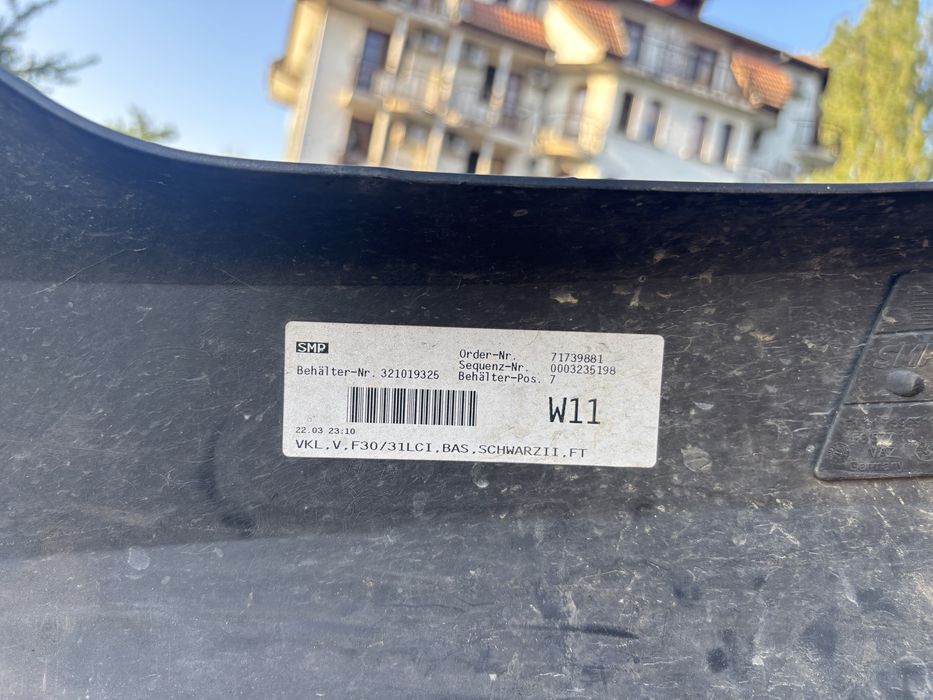 SMP
Order-Nr. 71739881
Sequenz-Nr. 0003235198
Behälter-Nr. 321019325 Behälter-Pos. 7
W11
22.03 23:10
VKL,V,F30/31LCI,BAS,SCHWARZII,FT
Germany